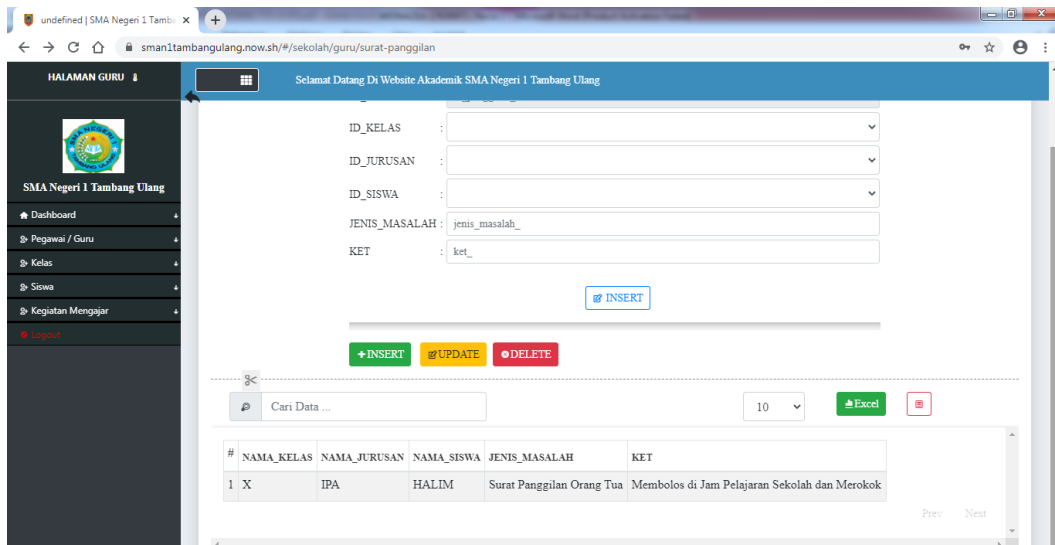 undefined | SMA Negeri 1 Tamba
sman1tambangulang.now.sh/#/sekolah/guru/surat-panggilan
HALAMAN GURU
Selamat Datang Di Website Akademik SMA Negeri 1 Tambang Ulang
SMA Negeri 1 Tambang Ulang
Dashboard
Pegawai / Guru
Kelas
Siswa
Kegiatan Mengajar
Logout
ID_KELAS :
ID_JURUSAN :
ID_SISWA :
JENIS_MASALAH : jenis_masalah_
KET : ket_
INSERT
+INSERT UPDATE DELETE
Cari Data ... 10 Excel
# NAMA_KELAS NAMA_JURUSAN NAMA_SISWA JENIS_MASALAH KET
1 X IPA HALIM Surat Panggilan Orang Tua Membolos di Jam Pelajaran Sekolah dan Merokok
Prev Next